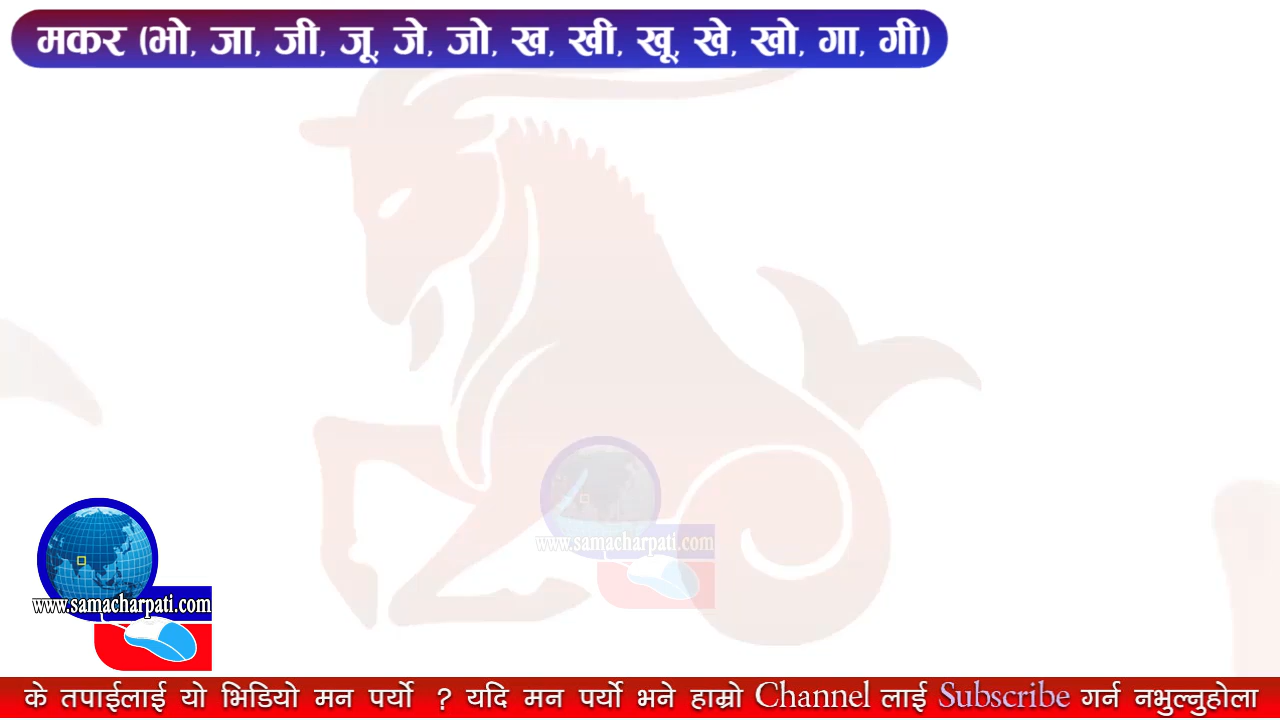 मकर (भो, जा, जी, जू, जे, जो, ख, खी, खू, खे, खो, गा, गी)
www.samacharpati.com
www.samacharpati.com
के तपाईलाई यो भिडियो मन पर्यो ? यदि मन पर्यो भने हाम्रो Channel लाई Subscribe गर्न नभुल्नुहोला